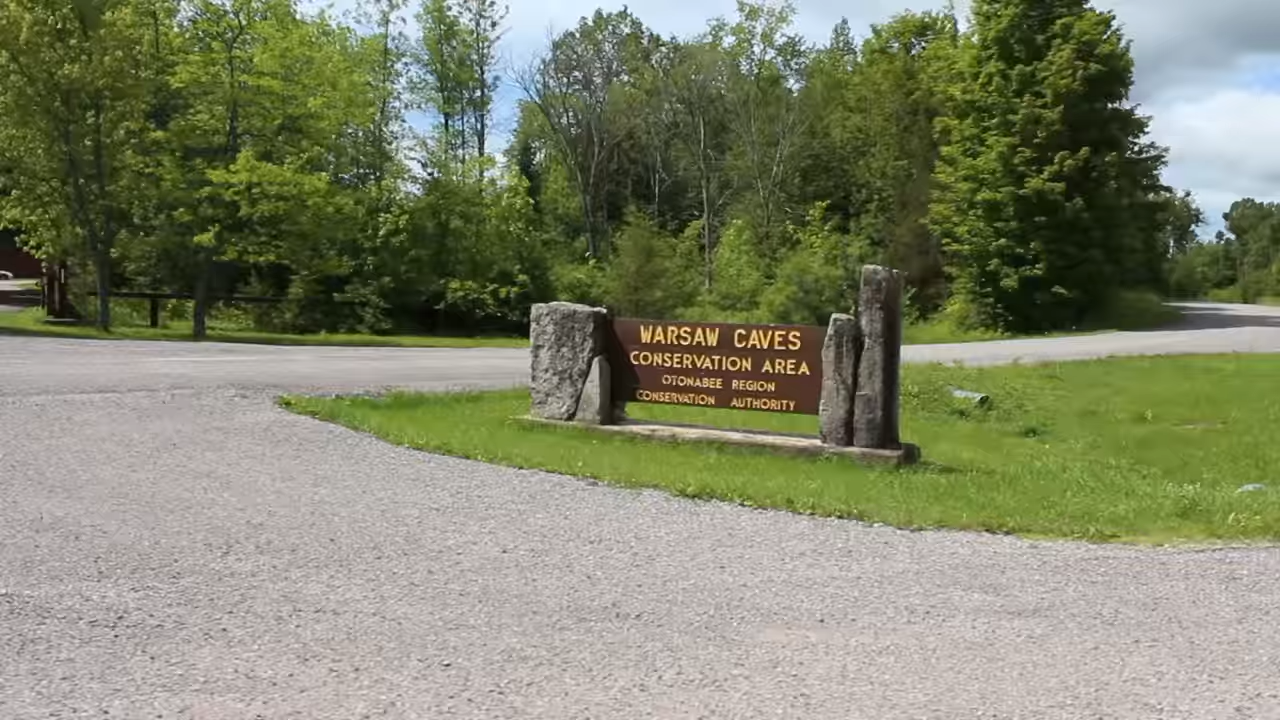 WARSAW CAVES
CONSERVATION AREA
OTONABEE REGION
CONSERVATION AUTHORITY